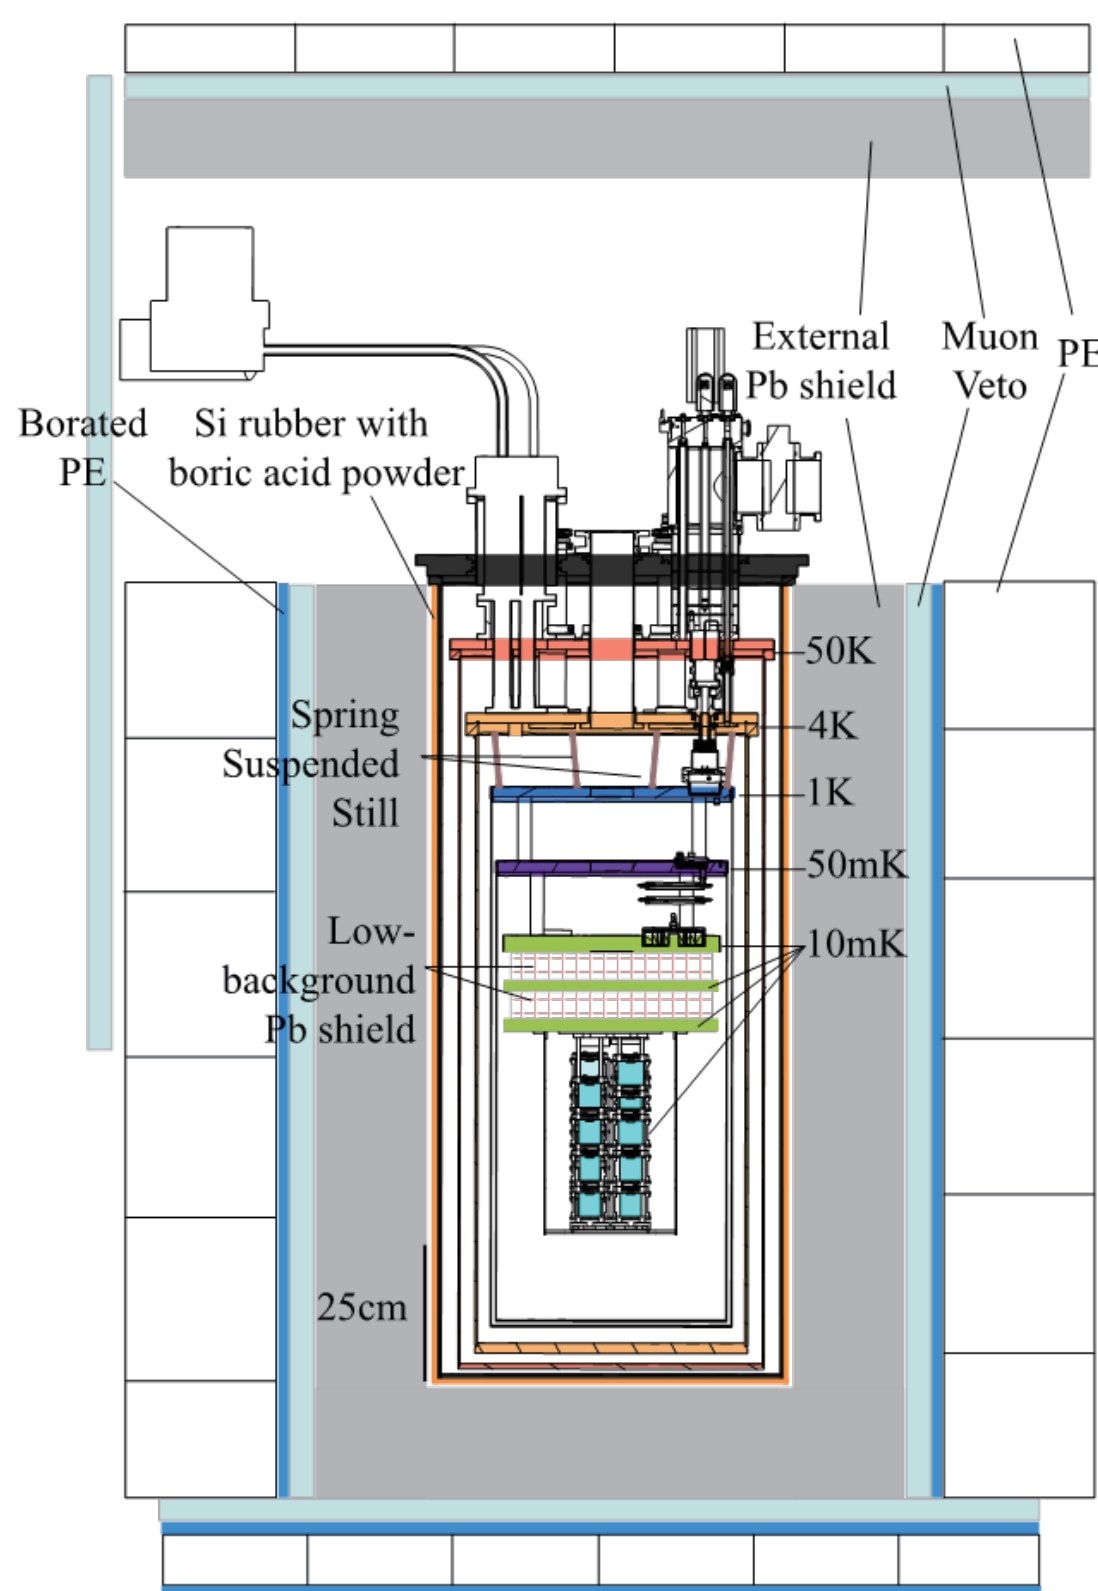 External
Pb shield
Muon
Veto
PE
Borated
PE
Si rubber with
boric acid powder
50K
Spring
Suspended
Still
4K
1K
50mK
Low-
background
Pb shield
10mK
25cm